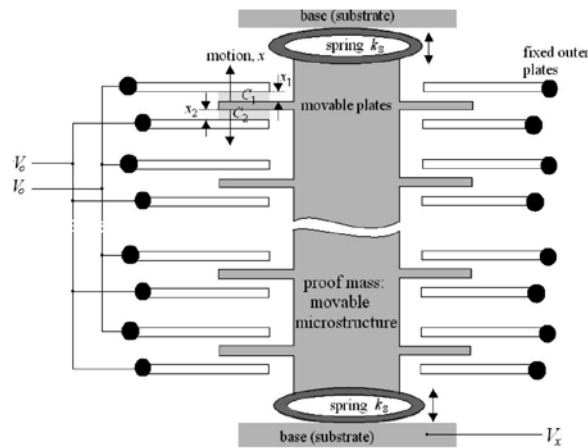 base (substrate)
spring k_S
motion, x
x_1
fixed outer
plates
C_1
movable plates
x_2
C_2
V_o
V_o
proof mass:
movable
microstructure
spring k_S
base (substrate)
V_x